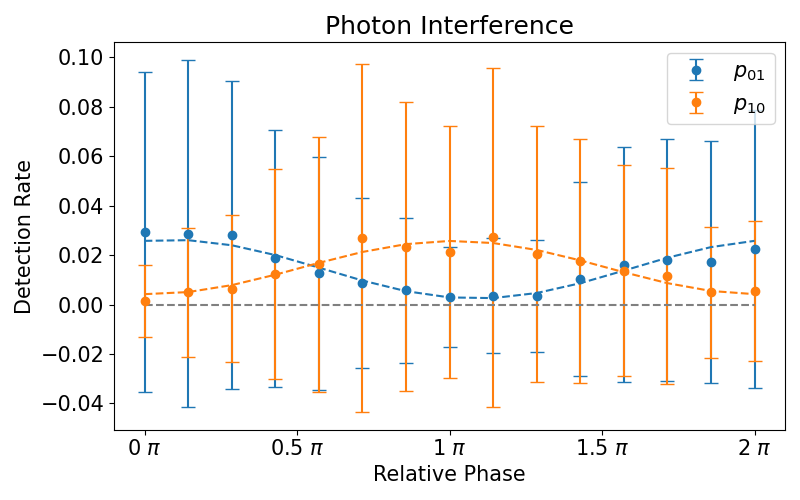 Photon Interference
Detection Rate
0.10
0.08
0.06
0.04
0.02
0.00
−0.02
−0.04
p₀₁
p₁₀
0 π
0.5 π
1 π
1.5 π
2 π
Relative Phase